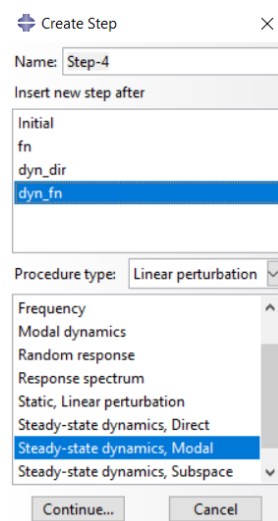 Create Step
Name: Step-4
Insert new step after
Initial
fn
dyn_dir
dyn_fn
Procedure type: Linear perturbation
Frequency
Modal dynamics
Random response
Response spectrum
Static, Linear perturbation
Steady-state dynamics, Direct
Steady-state dynamics, Modal
Steady-state dynamics, Subspace
Continue... Cancel